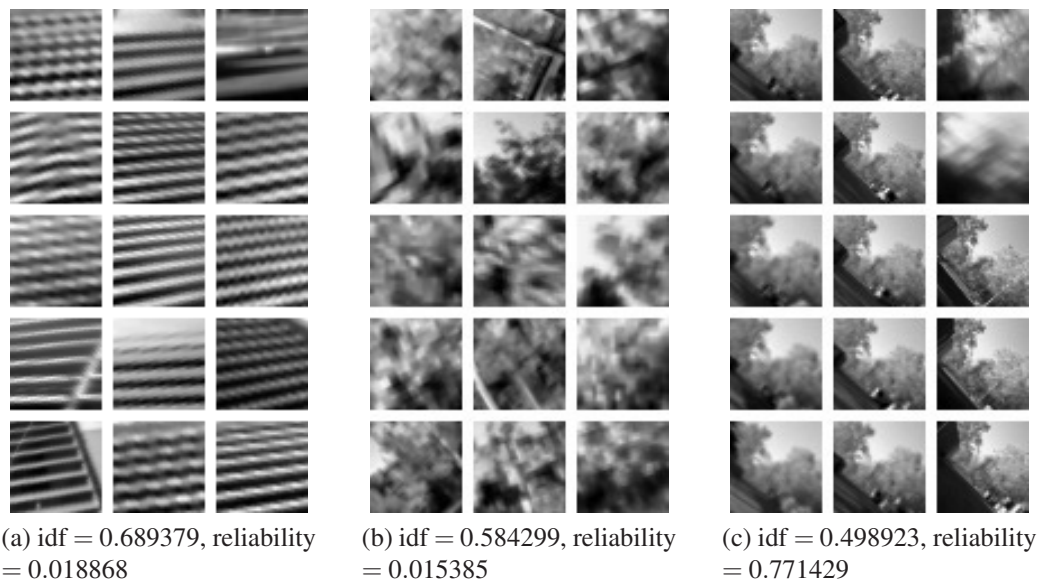 (a) idf = 0.689379, reliability
= 0.018868
(b) idf = 0.584299, reliability
= 0.015385
(c) idf = 0.498923, reliability
= 0.771429